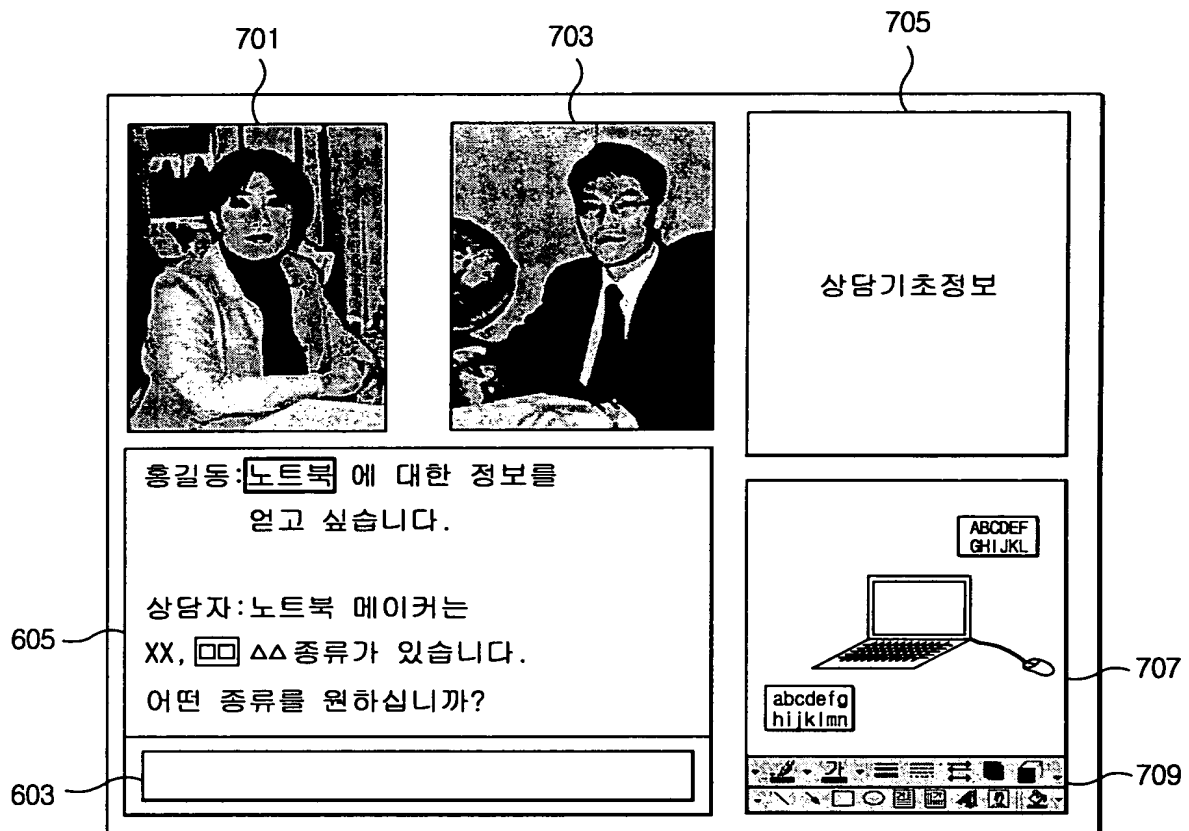 701
703
705
상담기초정보
홍길동:노트북 에 대한 정보를
얻고 싶습니다.
상담자:노트북 메이커는
XX, □□ △△종류가 있습니다.
어떤 종류를 원하십니까?
605
603
ABCDEF
GHIJKL
abcdefg
hijklmn
707
가
709